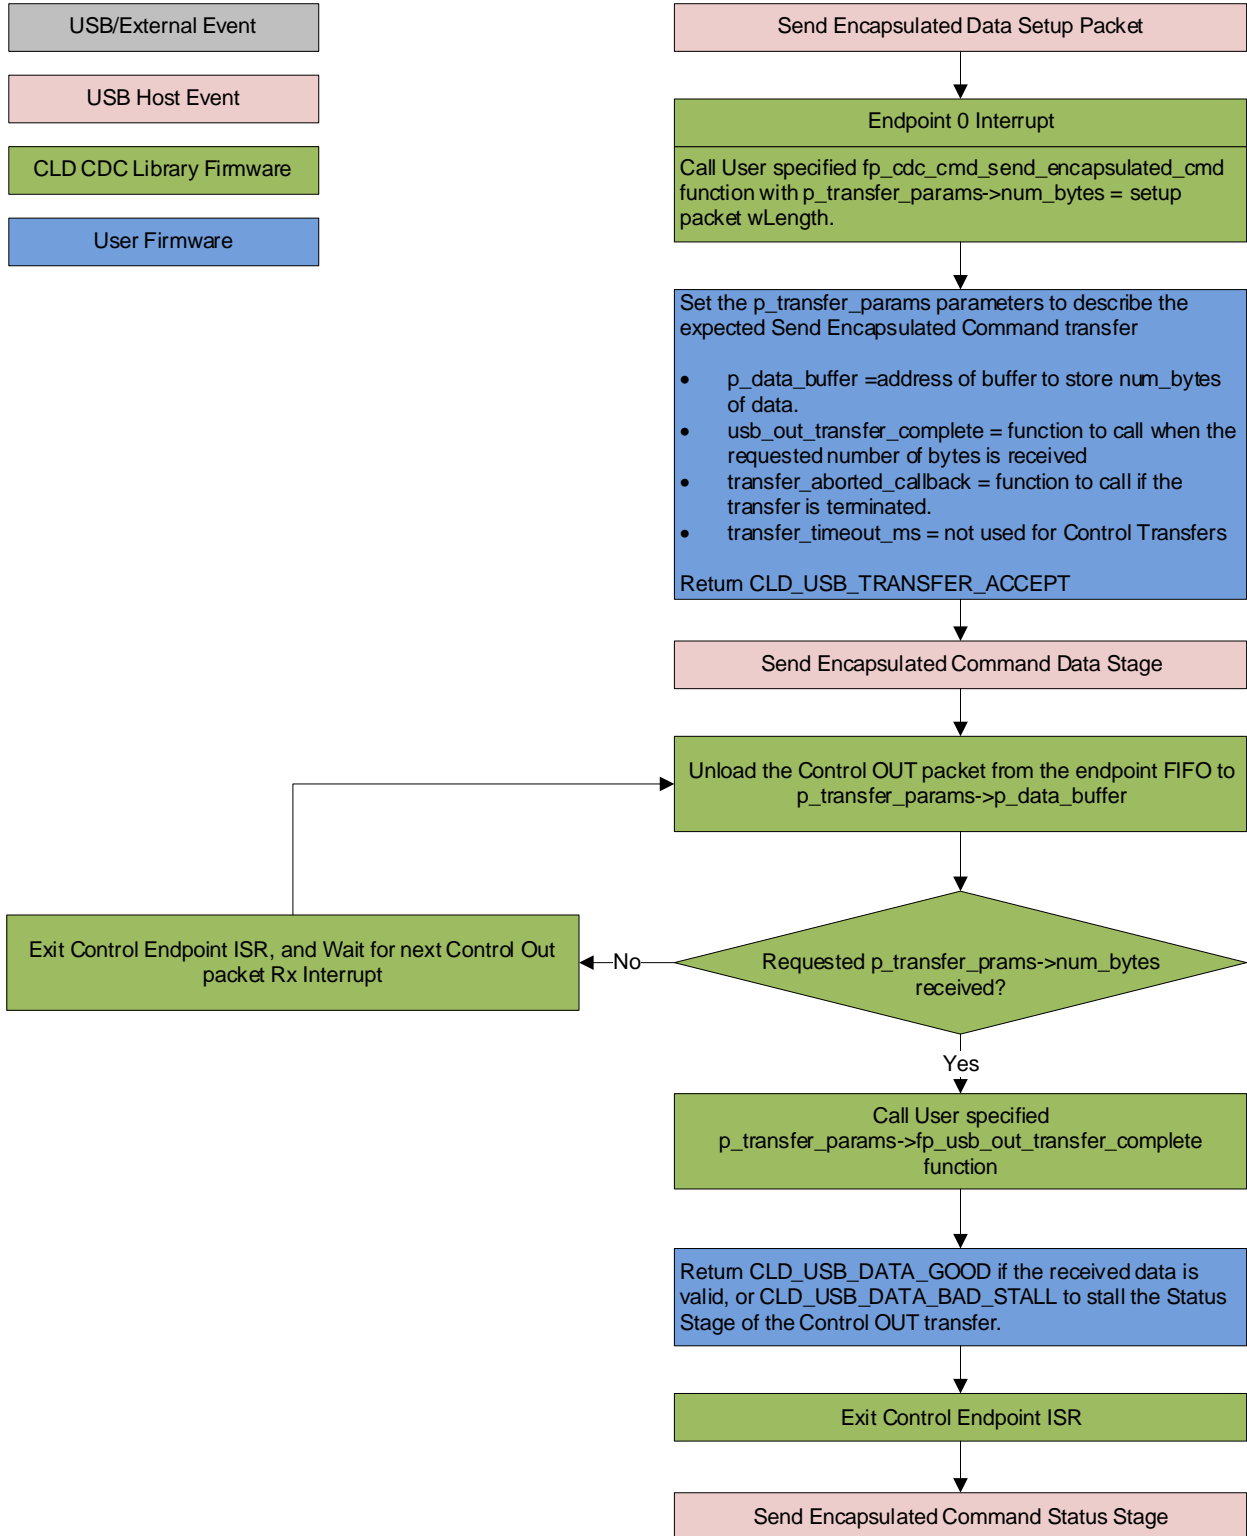 USB/External Event
USB Host Event
CLD CDC Library Firmware
User Firmware
Send Encapsulated Data Setup Packet
Endpoint 0 Interrupt
Call User specified fp_cdc_cmd_send_encapsulated_cmd
function with p_transfer_params->num_bytes = setup
packet wLength.
Set the p_transfer_params parameters to describe the
expected Send Encapsulated Command transfer
• p_data_buffer =address of buffer to store num_bytes
of data.
• usb_out_transfer_complete = function to call when the
requested number of bytes is received
• transfer_aborted_callback = function to call if the
transfer is terminated.
• transfer_timeout_ms = not used for Control Transfers
Return CLD_USB_TRANSFER_ACCEPT
Send Encapsulated Command Data Stage
Unload the Control OUT packet from the endpoint FIFO to
p_transfer_params->p_data_buffer
Exit Control Endpoint ISR, and Wait for next Control Out
packet Rx Interrupt
No
Requested p_transfer_prams->num_bytes
received?
Yes
Call User specified
p_transfer_params->fp_usb_out_transfer_complete
function
Return CLD_USB_DATA_GOOD if the received data is
valid, or CLD_USB_DATA_BAD_STALL to stall the Status
Stage of the Control OUT transfer.
Exit Control Endpoint ISR
Send Encapsulated Command Status Stage